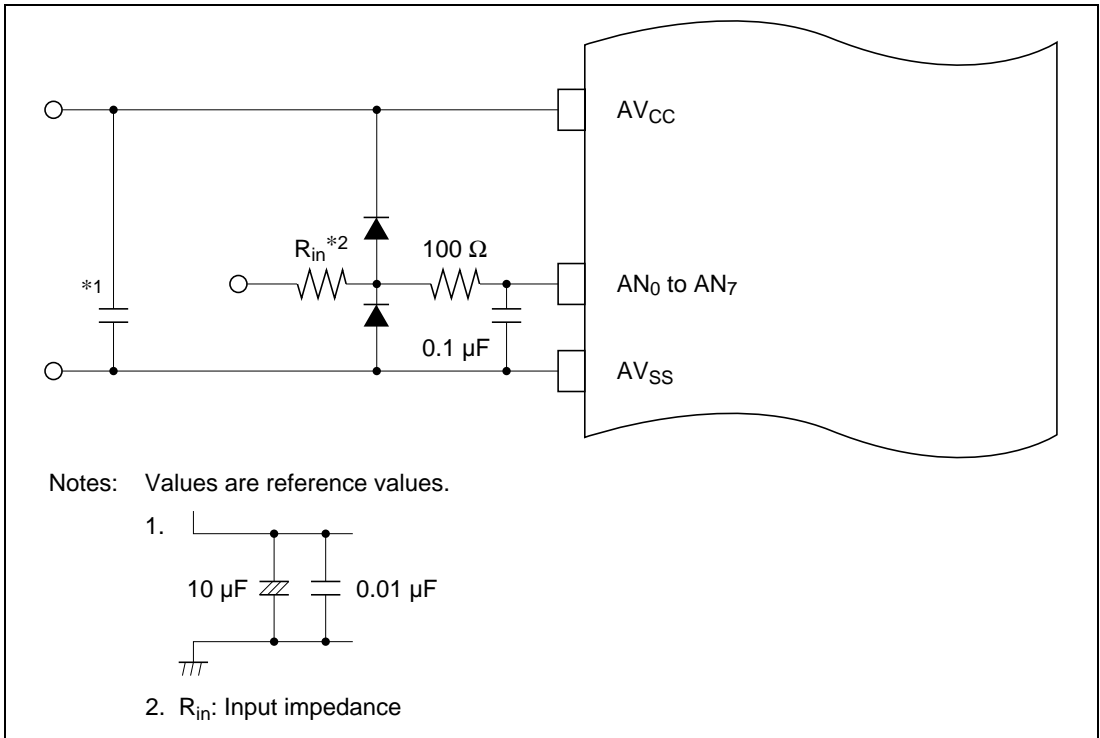 AVCC
Rin*2
100 Ω
*1
AN0 to AN7
0.1 μF
AVSS
Notes: Values are reference values.
1.
10 μF
0.01 μF
2. Rin: Input impedance